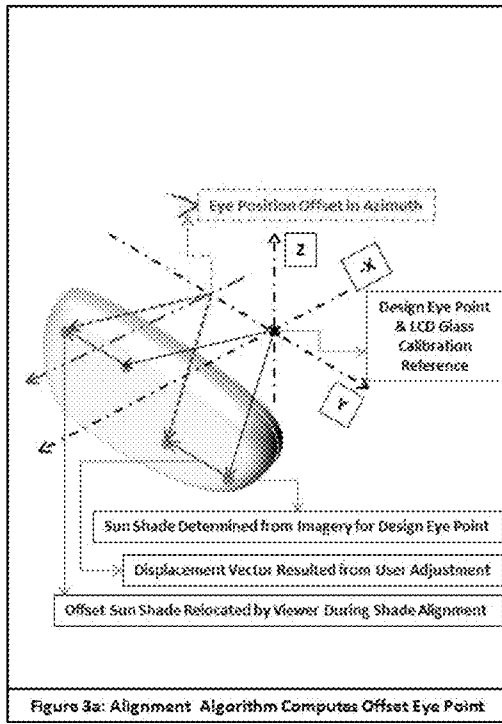 Eye Position Offset in Azimuth
Z
-X
Design Eye Point
& LCD Glass
Calibration
Reference
Y
Sun Shade Determined from Imagery for Design Eye Point
Displacement Vector Resulted from User Adjustment
Offset Sun Shade Relocated by Viewer During Shade Alignment
Figure 3a: Alignment Algorithm Computes Offset Eye Point